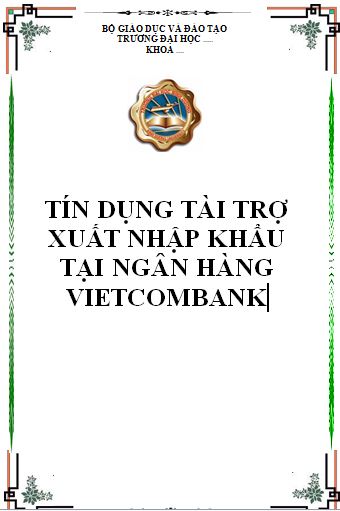 BỘ GIÁO DỤC VÀ ĐÀO TẠO
TRƯỜNG ĐẠI HỌC .....
KHOA ...
TÍN DỤNG TÀI TRỢ
XUẤT NHẬP KHẨU
TẠI NGÂN HÀNG
VIETCOMBANK